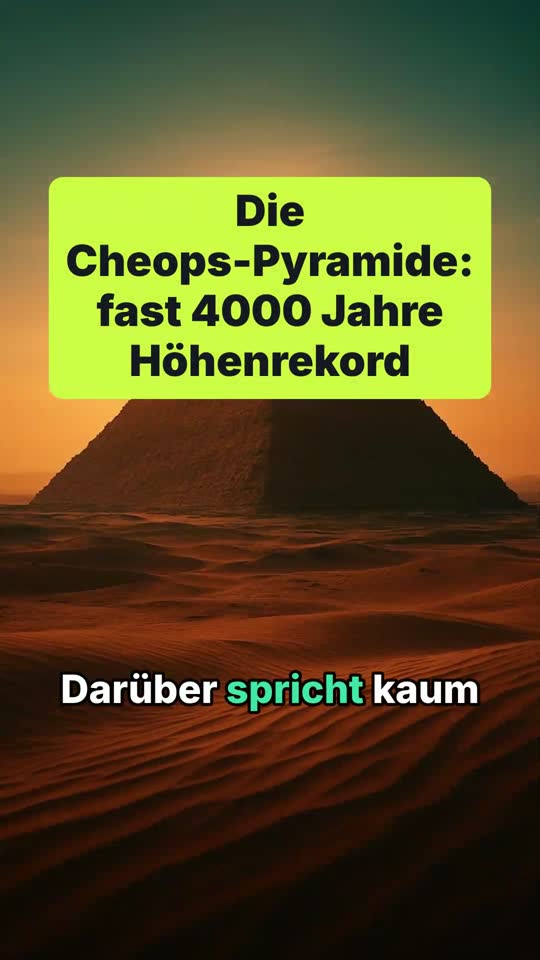 Die
Cheops-Pyramide:
fast 4000 Jahre
Höhenrekord
Darüber spricht kaum